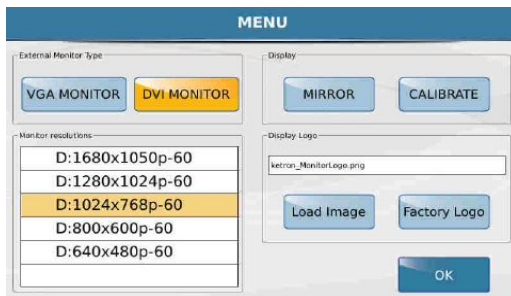 MENU
External Monitor Type
VGA MONITOR
DVI MONITOR
Display
MIRROR
CALIBRATE
Monitor resolutions
D:1680x1050p-60
D:1280x1024p-60
D:1024x768p-60
D:800x600p-60
D:640x480p-60
Display Logo
ketron_MonitorLogo.png
Load Image
Factory Logo
OK